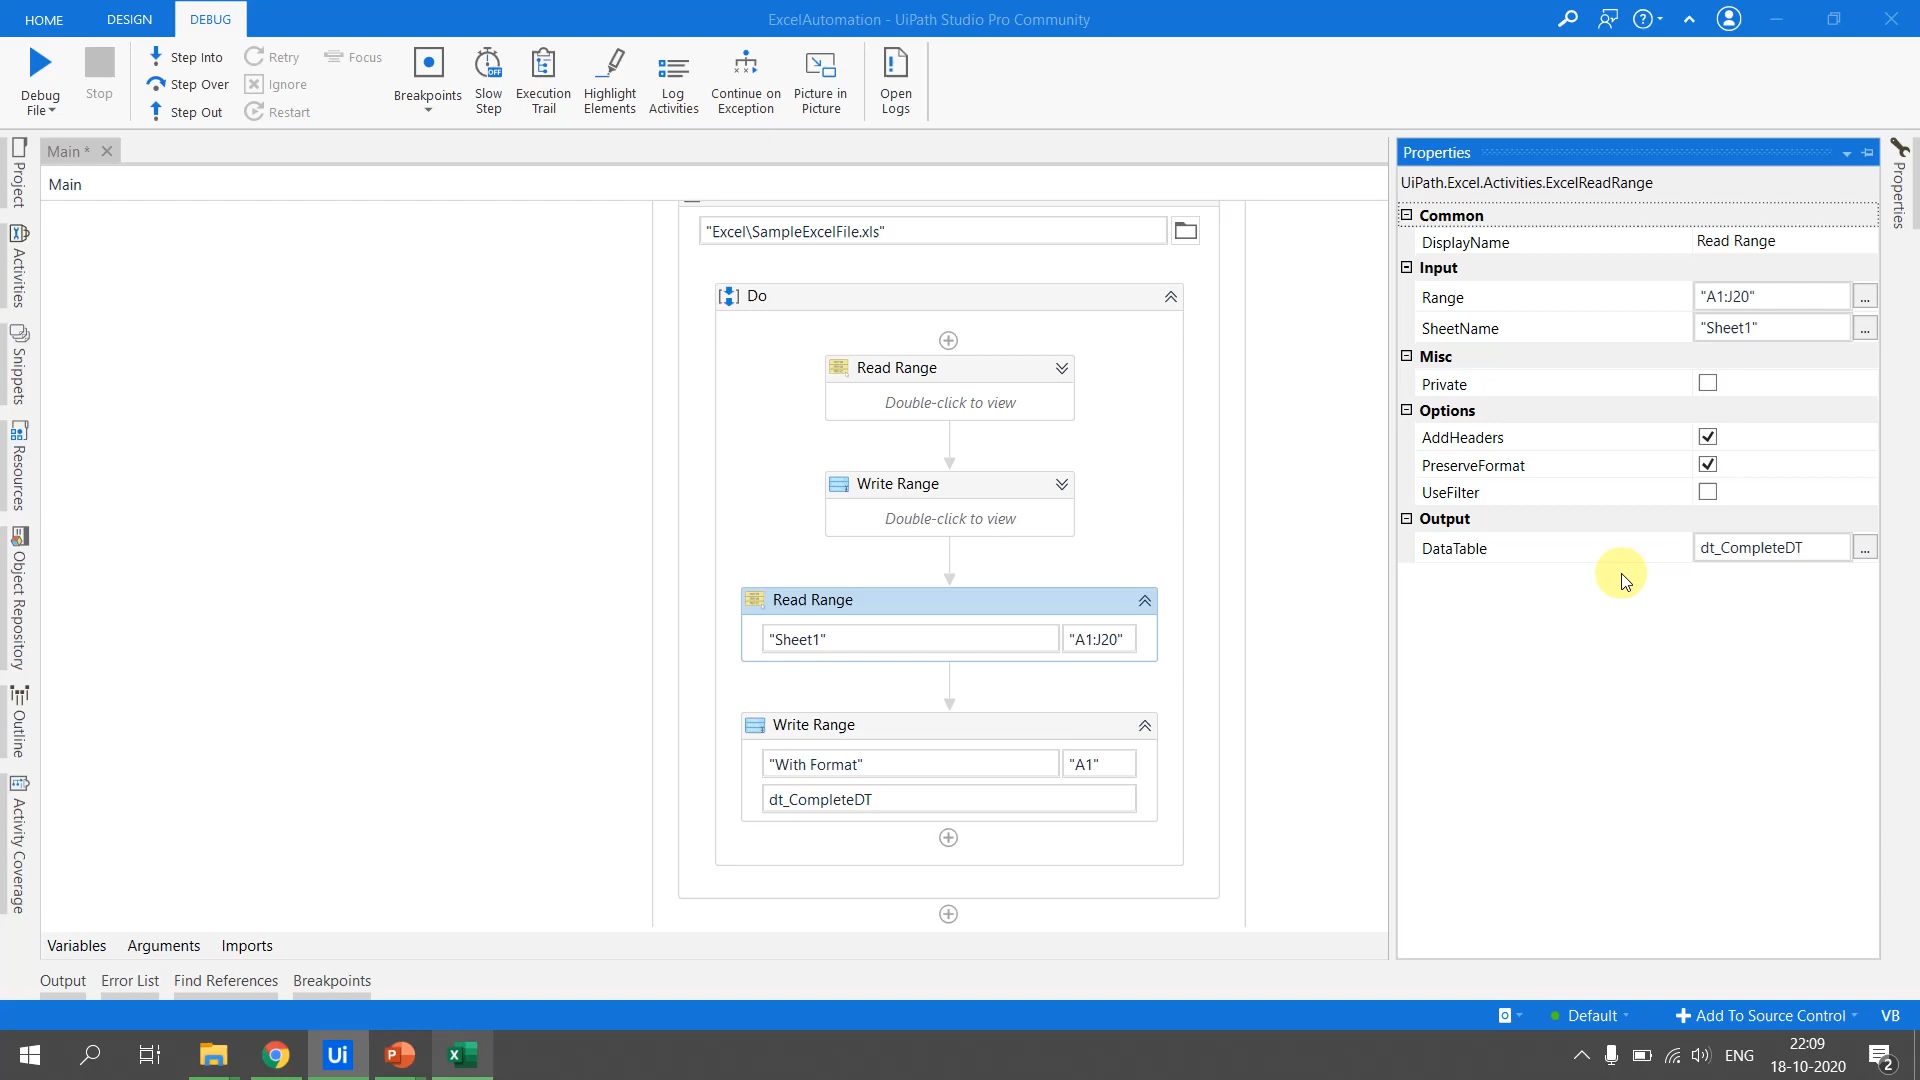 HOME DESIGN DEBUG
ExcelAutomation - UiPath Studio Pro Community
Debug File
Stop
Step Into
Step Over
Step Out
Retry
Ignore
Restart
Focus
Breakpoints
Slow Step
Execution Trail
Highlight Elements
Log Activities
Continue on Exception
Picture in Picture
Open Logs
Project
Activities
Snippets
Resources
Object Repository
Outline
Activity Coverage
Main *
Main
"Excel\SampleExcelFile.xls"
Do
Read Range
Double-click to view
Write Range
Double-click to view
Read Range
"Sheet1" "A1:J20"
Write Range
"With Format" "A1"
dt_CompleteDT
Variables Arguments Imports
Output Error List Find References Breakpoints
Properties
UiPath.Excel.Activities.ExcelReadRange
Common
DisplayName Read Range
Input
Range "A1:J20" ...
SheetName "Sheet1" ...
Misc
Private
Options
AddHeaders
PreserveFormat
UseFilter
Output
DataTable dt_CompleteDT ...
Properties
Default
Add To Source Control
VB
Ui
ENG
22:09
18-10-2020
2